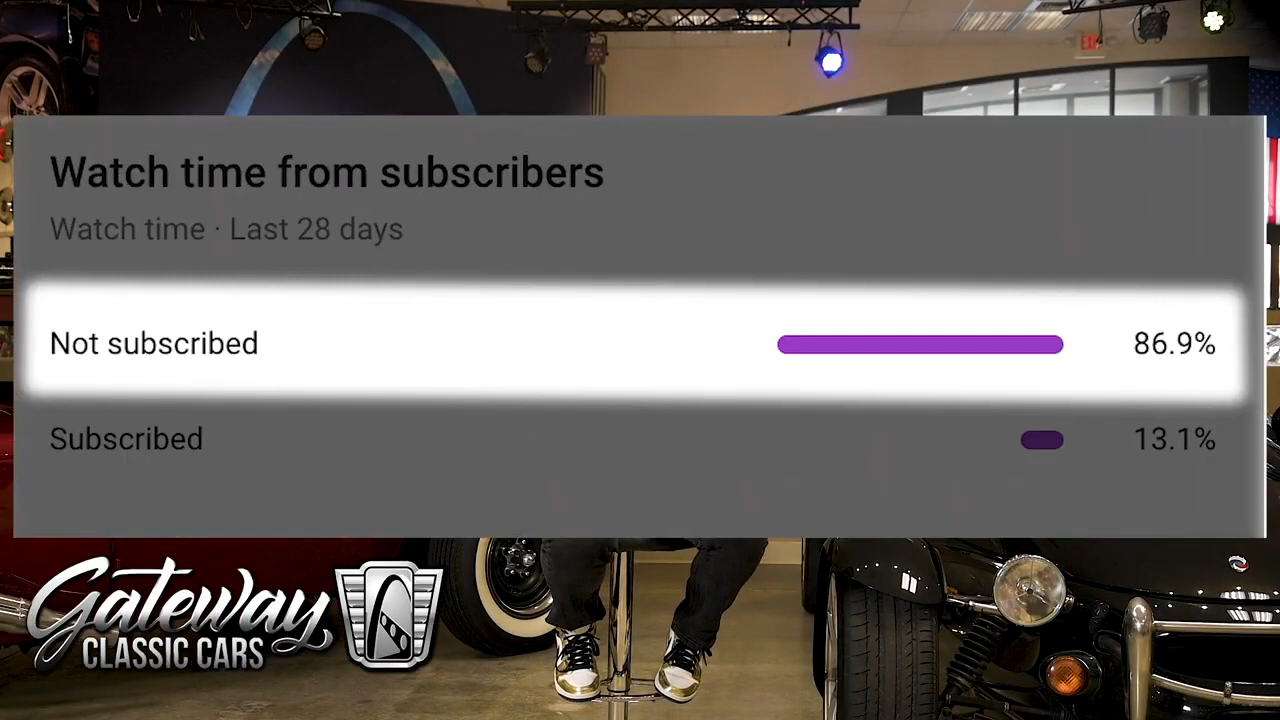 EXIT
Watch time from subscribers
Watch time · Last 28 days
Not subscribed 86.9%
Subscribed 13.1%
Gateway
CLASSIC CARS